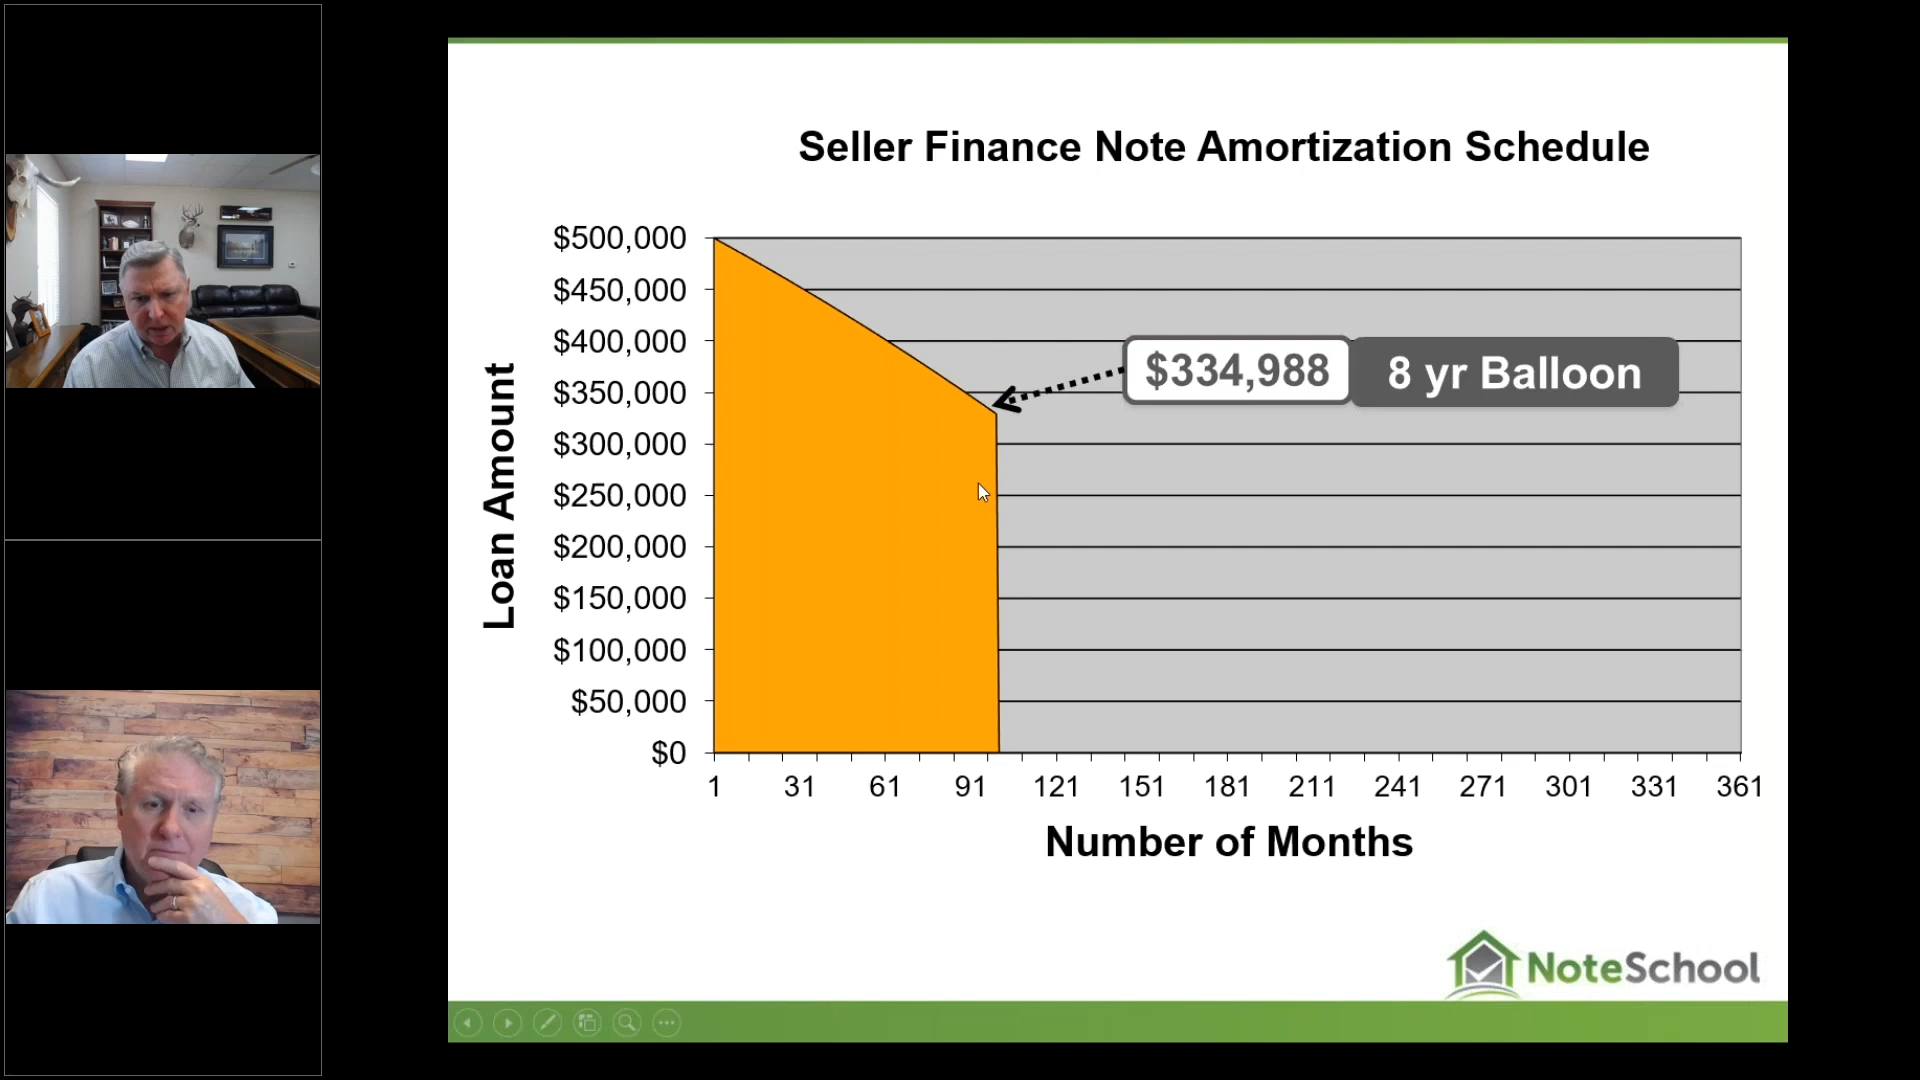 Seller Finance Note Amortization Schedule
Loan Amount
$500,000
$450,000
$400,000
$350,000
$300,000
$250,000
$200,000
$150,000
$100,000
$50,000
$0
$334,988 8 yr Balloon
1 31 61 91 121 151 181 211 241 271 301 331 361
Number of Months
NoteSchool